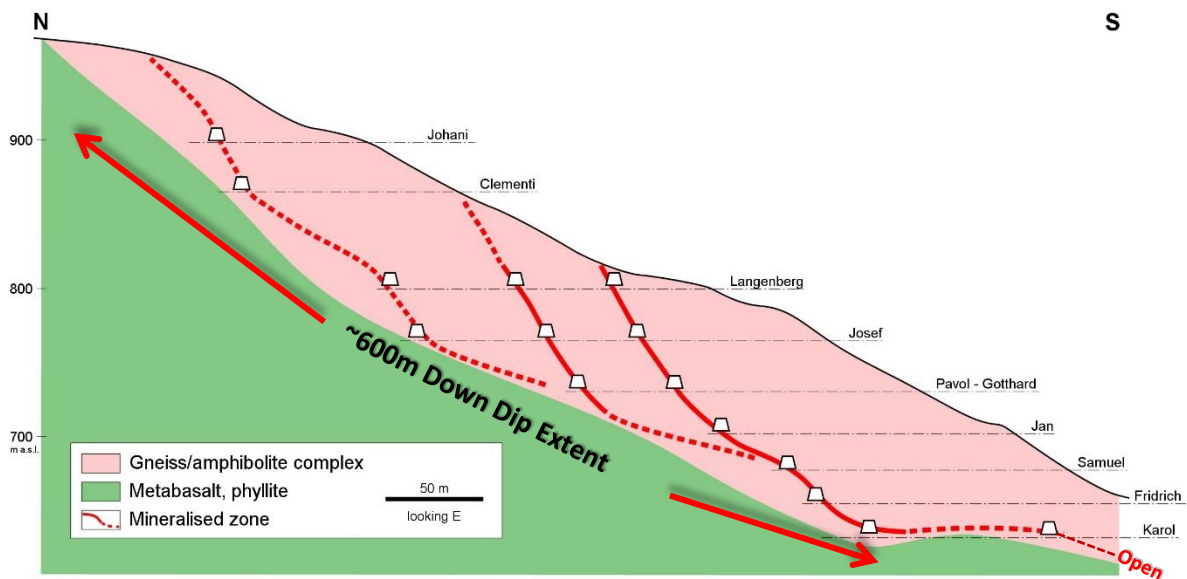 N
S
900
Johani
Clementi
800
Langenberg
Josef
~600m Down Dip Extent
Pavol - Gotthard
700
m a.s.l.
Jan
Gneiss/amphibolite complex
Samuel
Metabasalt, phyllite
50 m
Fridrich
Mineralised zone
looking E
Karol
Open